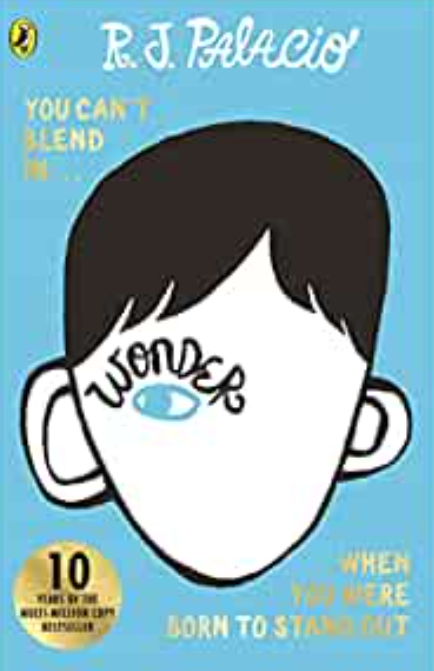 R. J. Palacio
YOU CAN'T
BLEND
IN...
WONDER
10
YEARS OF THE
MULTI-MILLION COPY
BESTSELLER
WHEN
YOU WERE
BORN TO STAND OUT